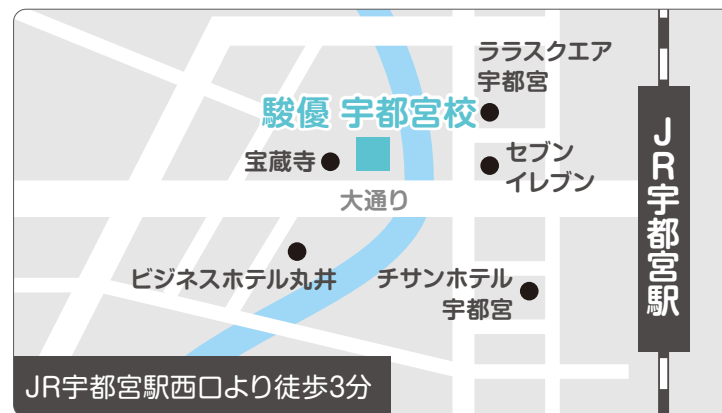 ララスクエア
宇都宮
駿優 宇都宮校
宝蔵寺
セブン
イレブン
大通り
JR宇都宮駅
ビジネスホテル丸井
チサンホテル
宇都宮
JR宇都宮駅西口より徒歩3分